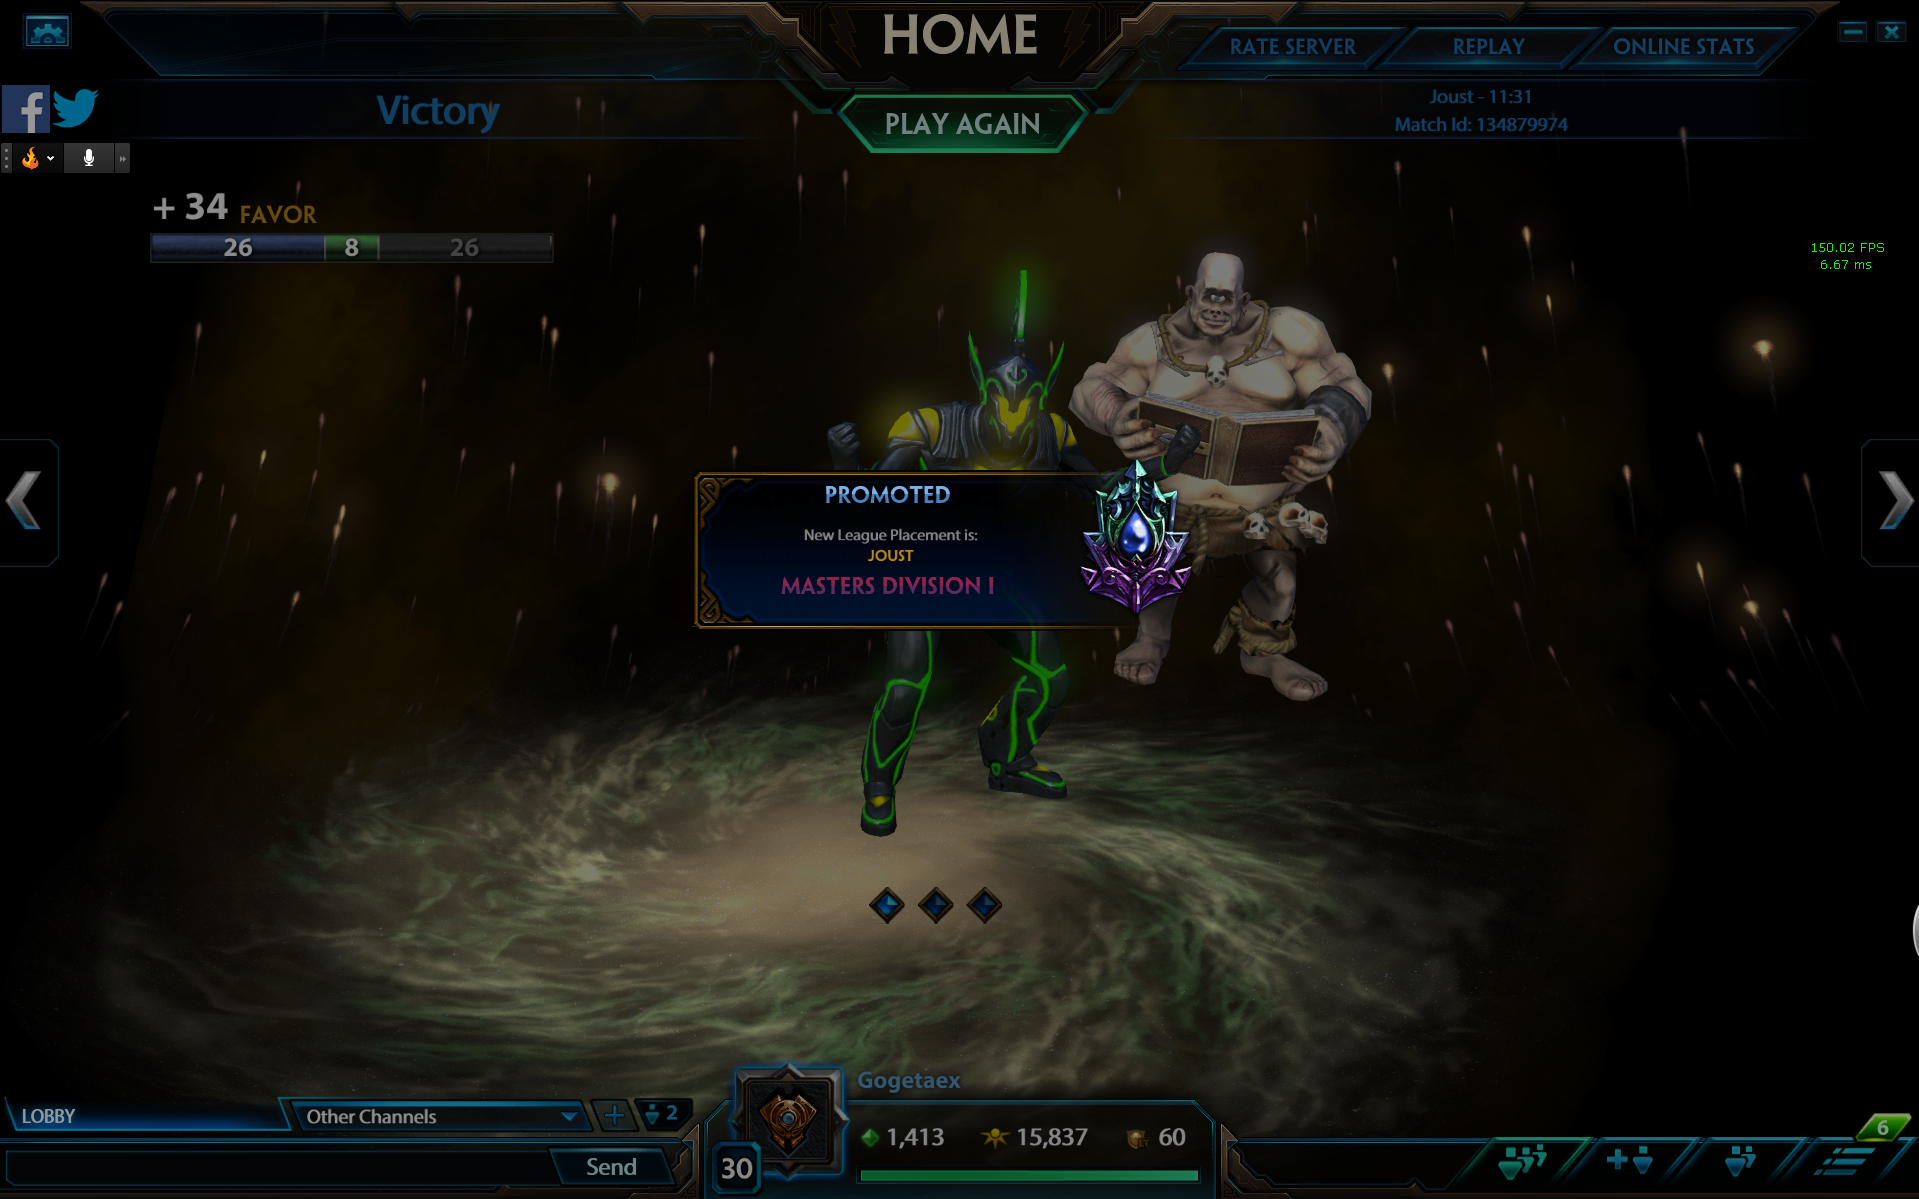 HOME
RATE SERVER
REPLAY
ONLINE STATS
Victory
PLAY AGAIN
Joust - 11:31
Match Id: 134879974
+ 34 FAVOR
26 8 26
150.02 FPS
6.67 ms
PROMOTED
New League Placement is:
JOUST
MASTERS DIVISION I
Gogetaex
LOBBY
Other Channels
2
1,413
15,837
60
6
Send
30